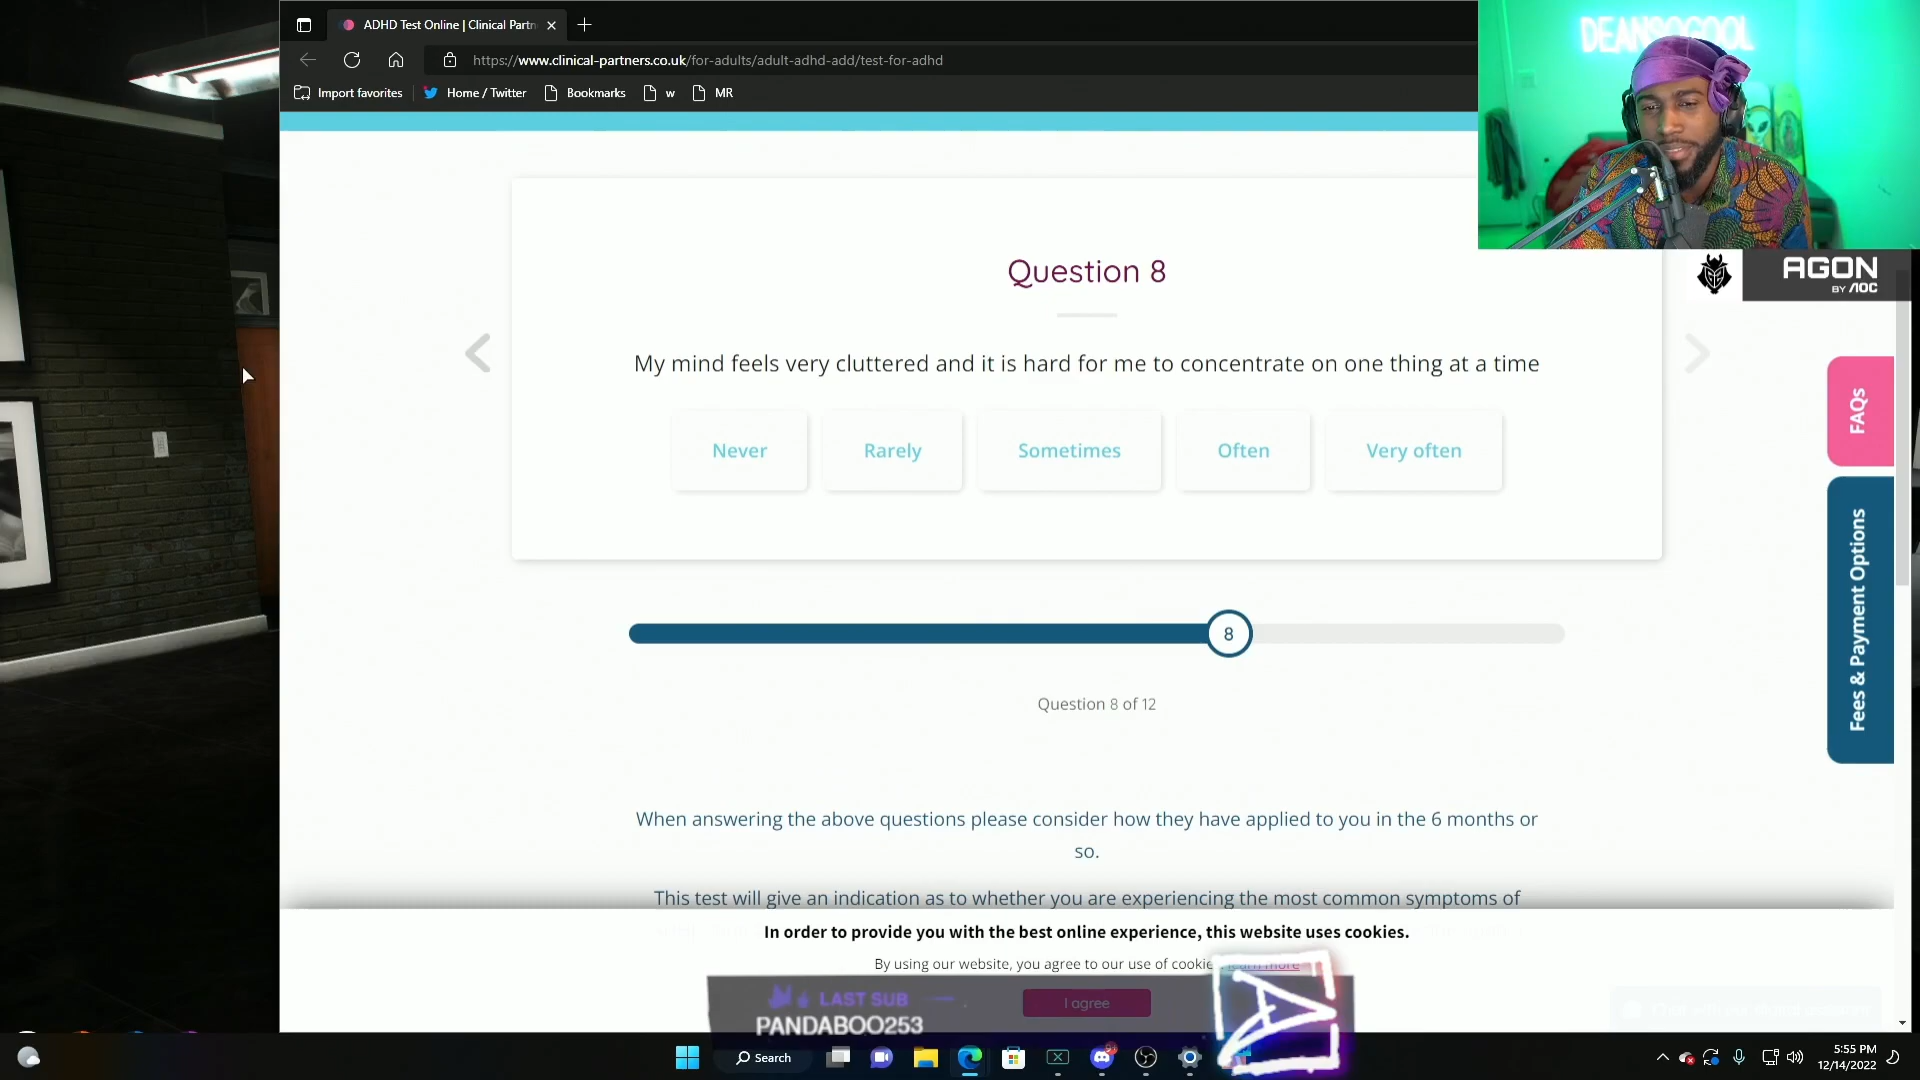 ADHD Test Online | Clinical Partn
https://www.clinical-partners.co.uk/for-adults/adult-adhd-add/test-for-adhd
Import favorites
Home / Twitter
Bookmarks
w
MR
DEANSOCOOL
AGON
BY AOC
Question 8
My mind feels very cluttered and it is hard for me to concentrate on one thing at a time
Never
Rarely
Sometimes
Often
Very often
FAQs
Fees & Payment Options
8
Question 8 of 12
When answering the above questions please consider how they have applied to you in the 6 months or
so.
This test will give an indication as to whether you are experiencing the most common symptoms of
In order to provide you with the best online experience, this website uses cookies.
By using our website, you agree to our use of cookie
learn more
LAST SUB
PANDABOO253
I agree
Search
5:55 PM
12/14/2022